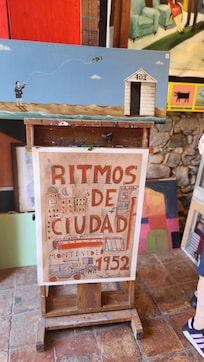 402
RITMOS
DE
CIUDAD
MONTEVIDEO
1952